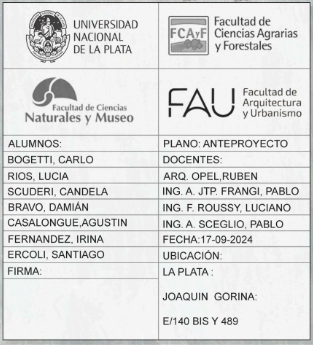 UNIVERSIDAD
NACIONAL
DE LA PLATA
FCAyF
Facultad de
Ciencias Agrarias
y Forestales
Facultad de Ciencias
Naturales y Museo
FAU
Facultad de
Arquitectura
y Urbanismo
ALUMNOS:
BOGETTI, CARLO
RIOS, LUCIA
SCUDERI, CANDELA
BRAVO, DAMIÁN
CASALONGUE,AGUSTIN
FERNANDEZ, IRINA
ERCOLI, SANTIAGO
FIRMA:
PLANO: ANTEPROYECTO
DOCENTES:
ARQ. OPEL,RUBEN
ING. A. JTP. FRANGI, PABLO
ING. F. ROUSSY, LUCIANO
ING. A. SCEGLIO, PABLO
FECHA:17-09-2024
UBICACIÓN:
LA PLATA :
JOAQUIN GORINA:
E/140 BIS Y 489